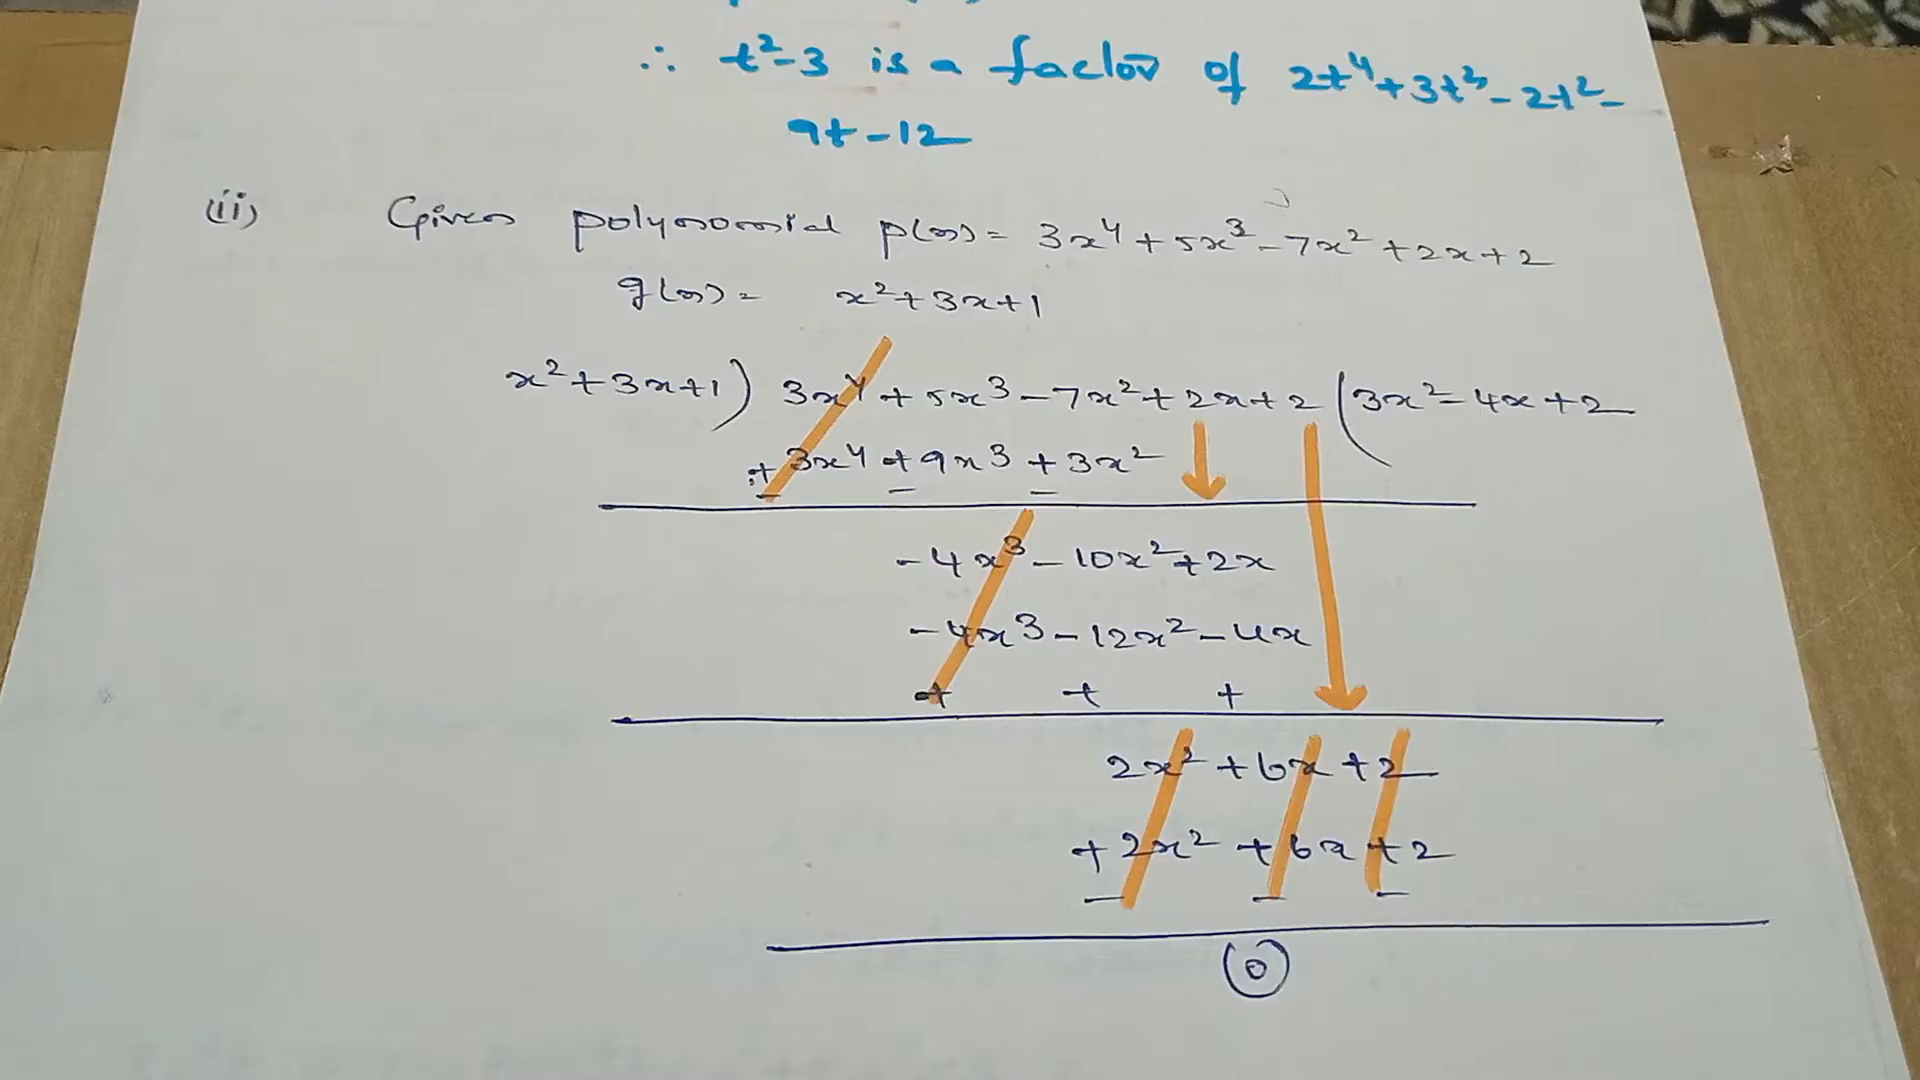 ∴ t²-3 is a factor of 2t⁴+3t³-2t²-
9t-12
(ii) Given polynomial p(x)= 3x⁴+5x³-7x²+2x+2
g(x)= x²+3x+1
x²+3x+1) 3x⁴+5x³-7x²+2x+2 (3x²-4x+2
+3x⁴+9x³+3x²
- - -
-4x³-10x²+2x
-4x³-12x²-4x
+ + +
2x²+6x+2
+2x²+6x+2
- - -
0